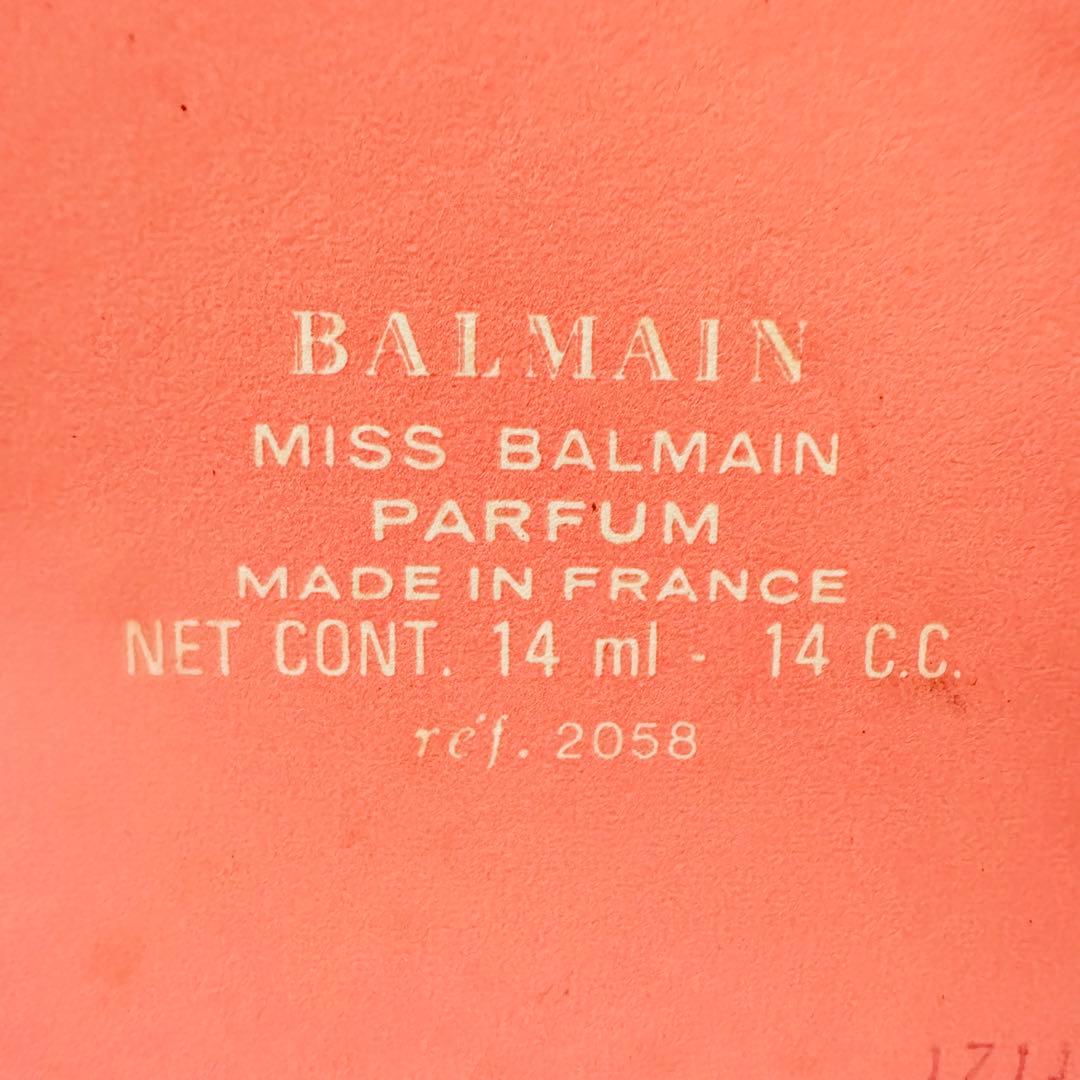 BALMAIN
MISS BALMAIN
PARFUM
MADE IN FRANCE
NET CONT. 14 ml - 14 C.C.
réf. 2058